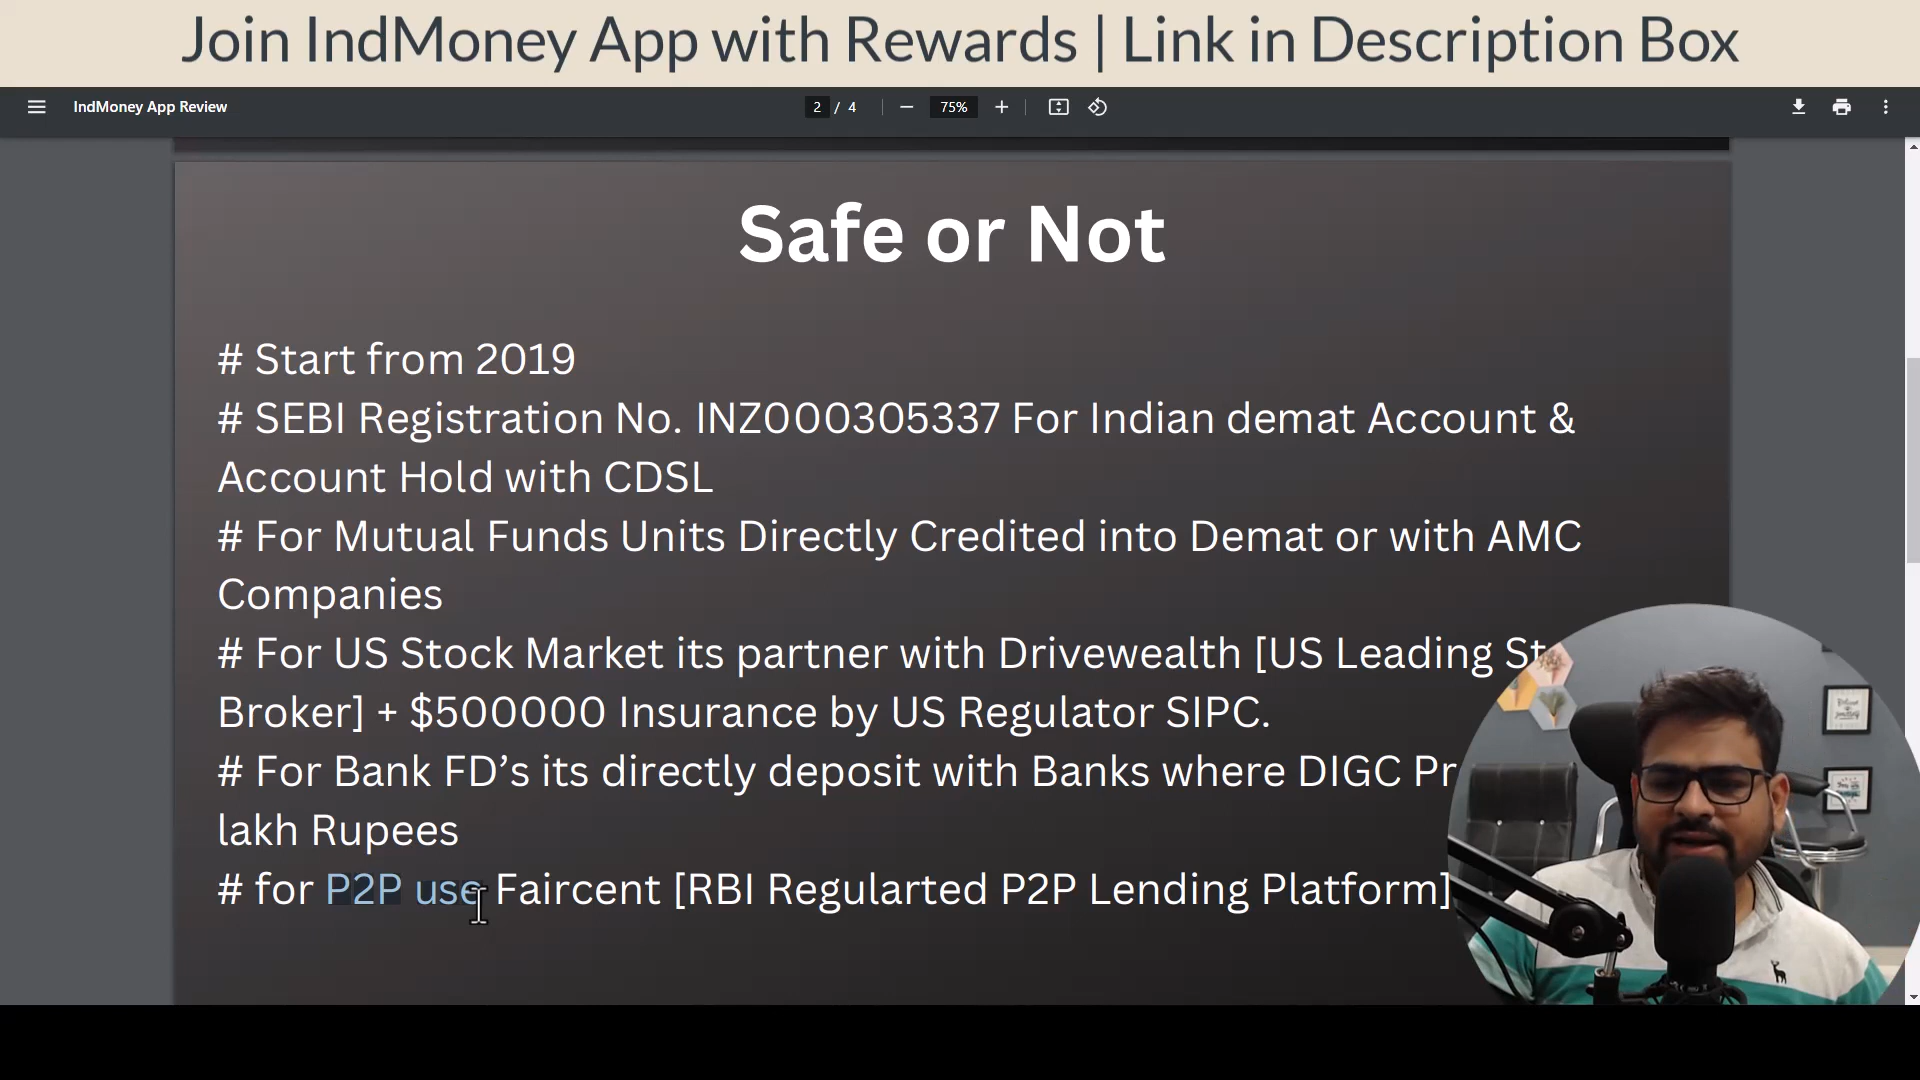 Join IndMoney App with Rewards | Link in Description Box
IndMoney App Review
2 / 4
75%
Safe or Not
# Start from 2019
# SEBI Registration No. INZ000305337 For Indian demat Account &
Account Hold with CDSL
# For Mutual Funds Units Directly Credited into Demat or with AMC
Companies
# For US Stock Market its partner with Drivewealth [US Leading
Broker] + $500000 Insurance by US Regulator SIPC.
# For Bank FD’s its directly deposit with Banks where DIGC
lakh Rupees
# for P2P use Faircent [RBI Regularted P2P Lending Platform]